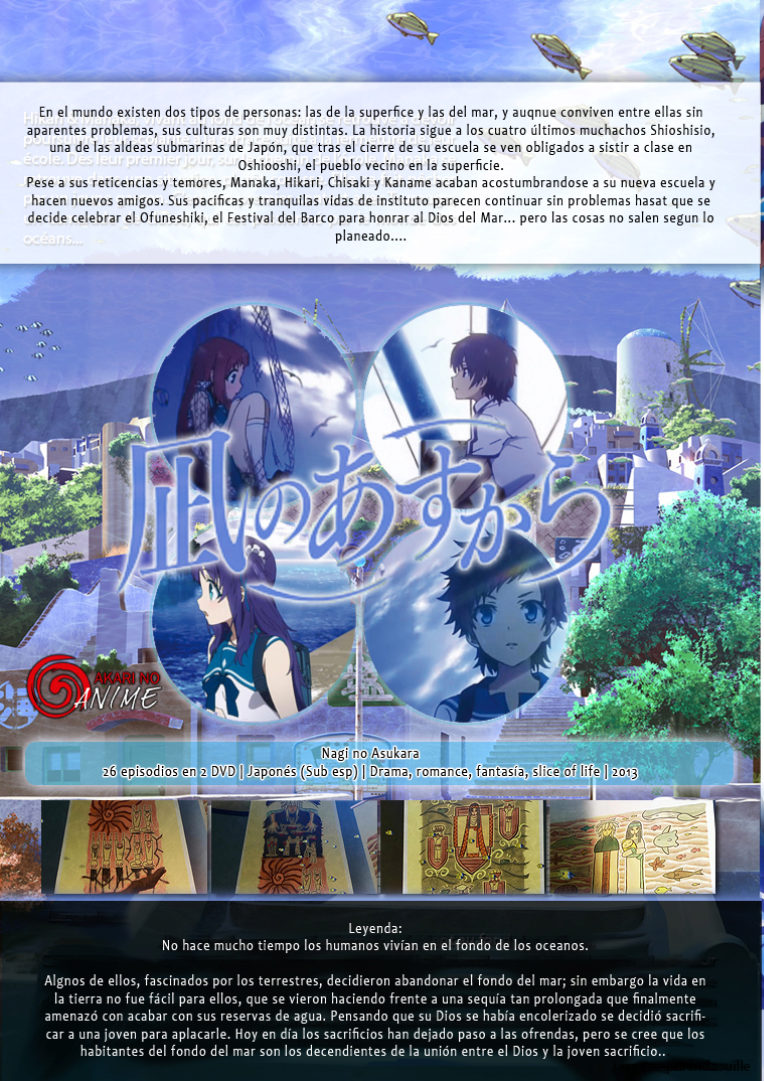 En el mundo existen dos tipos de personas: las de la superfice y las del mar, y auqnue conviven entre ellas sin
aparentes problemas, sus culturas son muy distintas. La historia sigue a los cuatro últimos muchachos Shioshisio,
una de las aldeas submarinas de Japón, que tras el cierre de su escuela se ven obligados a sistir a clase en
Oshiooshi, el pueblo vecino en la superficie.
Pese a sus reticencias y temores, Manaka, Hikari, Chisaki y Kaname acaban acostumbrandose a su nueva escuela y
hacen nuevos amigos. Sus pacificas y tranquilas vidas de instituto parecen continuar sin problemas hasat que se
decide celebrar el Ofuneshiki, el Festival del Barco para honrar al Dios del Mar... pero las cosas no salen segun lo
planeado....
océans...
凪のあすから
AKARI NO
ANIME
Nagi no Asukara
26 episodios en 2 DVD | Japonés (Sub esp) | Drama, romance, fantasía, slice of life | 2013
Leyenda:
No hace mucho tiempo los humanos vivían en el fondo de los oceanos.
Algnos de ellos, fascinados por los terrestres, decidieron abandonar el fondo del mar; sin embargo la vida en
la tierra no fue fácil para ellos, que se vieron haciendo frente a una sequía tan prolongada que finalmente
amenazó con acabar con sus reservas de agua. Pensando que su Dios se había encolerizado se decidió sacrifi-
car a una joven para aplacarle. Hoy en día los sacrificios han dejado paso a las ofrendas, pero se cree que los
habitantes del fondo del mar son los decendientes de la unión entre el Dios y la joven sacrificio..